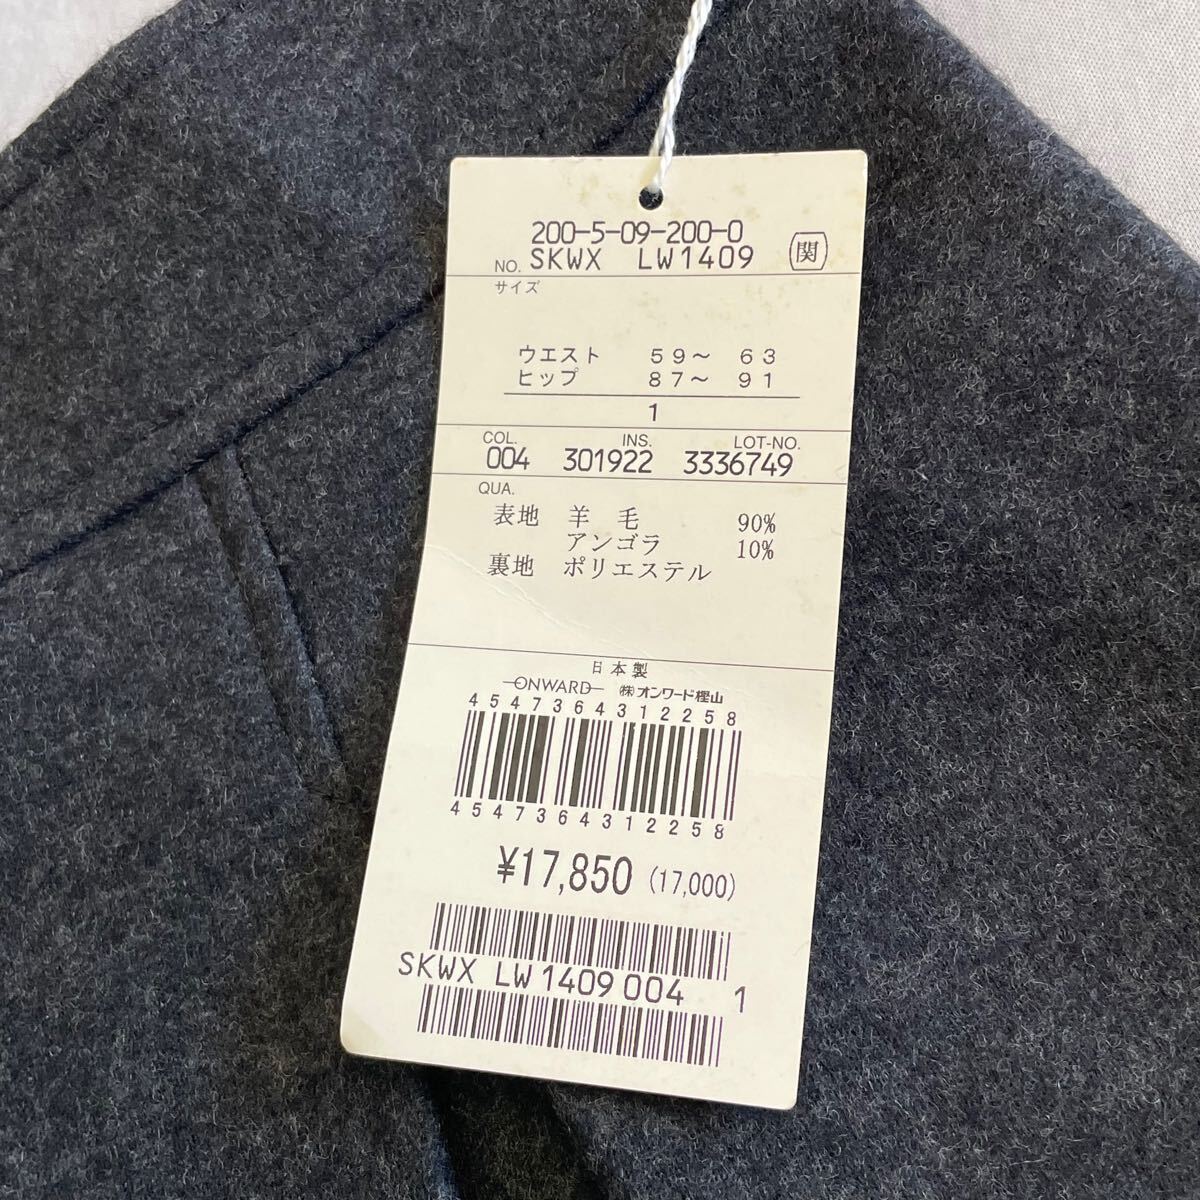 200-5-09-200-0
NO. SKWX LW1409 関
サイズ
ウエスト 59〜 63
ヒップ 87〜 91
1
COL. INS. LOT-NO.
004 301922 3336749
QUA.
表地 羊 毛 90%
アンゴラ 10%
裏地 ポリエステル
日本製
ONWARD ㈱オンワード樫山
4547364312258
4547364312258
¥17,850 (17,000)
SKWX LW1409 004 1